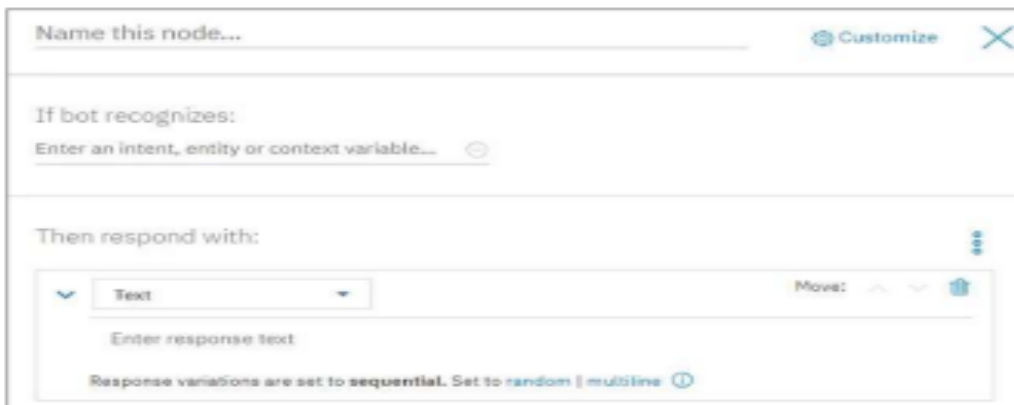 Name this node...
Customize
If bot recognizes:
Enter an intent, entity or context variable...
Then respond with:
Text
Move:
Enter response text
Response variations are set to sequential. Set to random | multiline